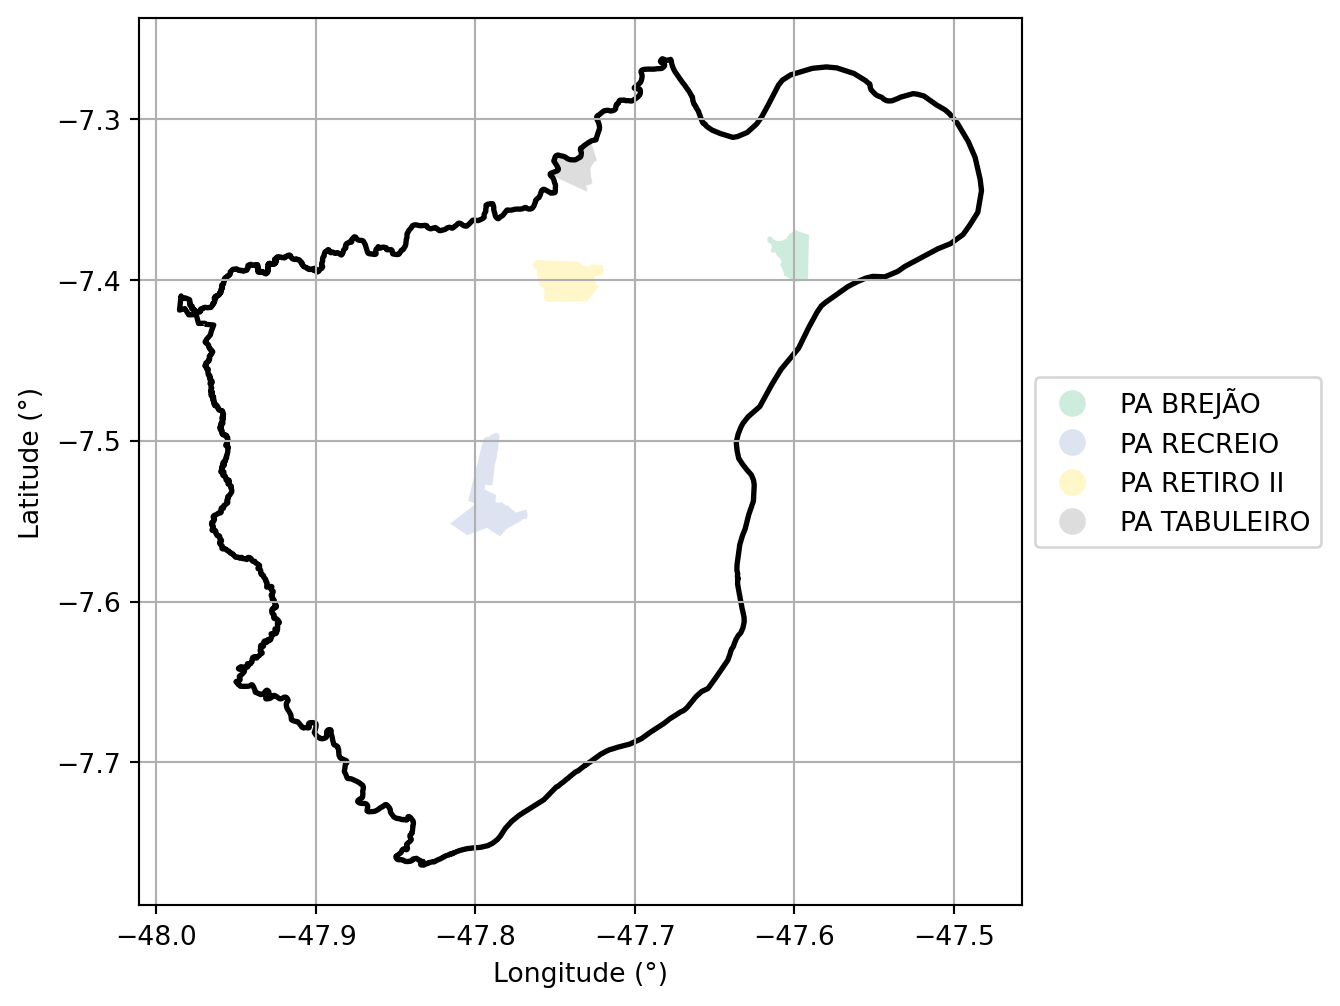 −7.3
−7.4
−7.5
−7.6
−7.7
Latitude (°)
−48.0 −47.9 −47.8 −47.7 −47.6 −47.5
Longitude (°)
PA BREJÃO
PA RECREIO
PA RETIRO II
PA TABULEIRO